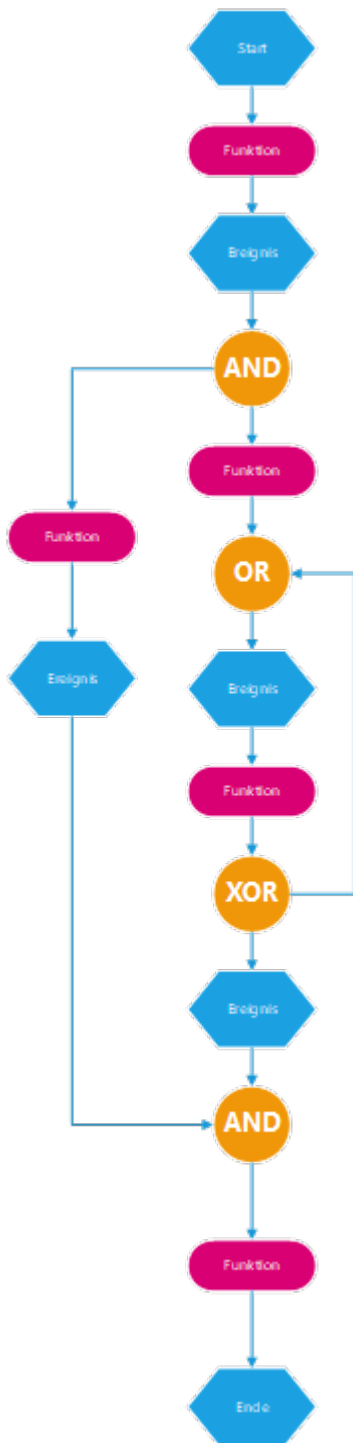 Start
Funktion
Ereignis
AND
Funktion
Funktion
OR
Ereignis
Ereignis
Funktion
XOR
Ereignis
AND
Funktion
Ende